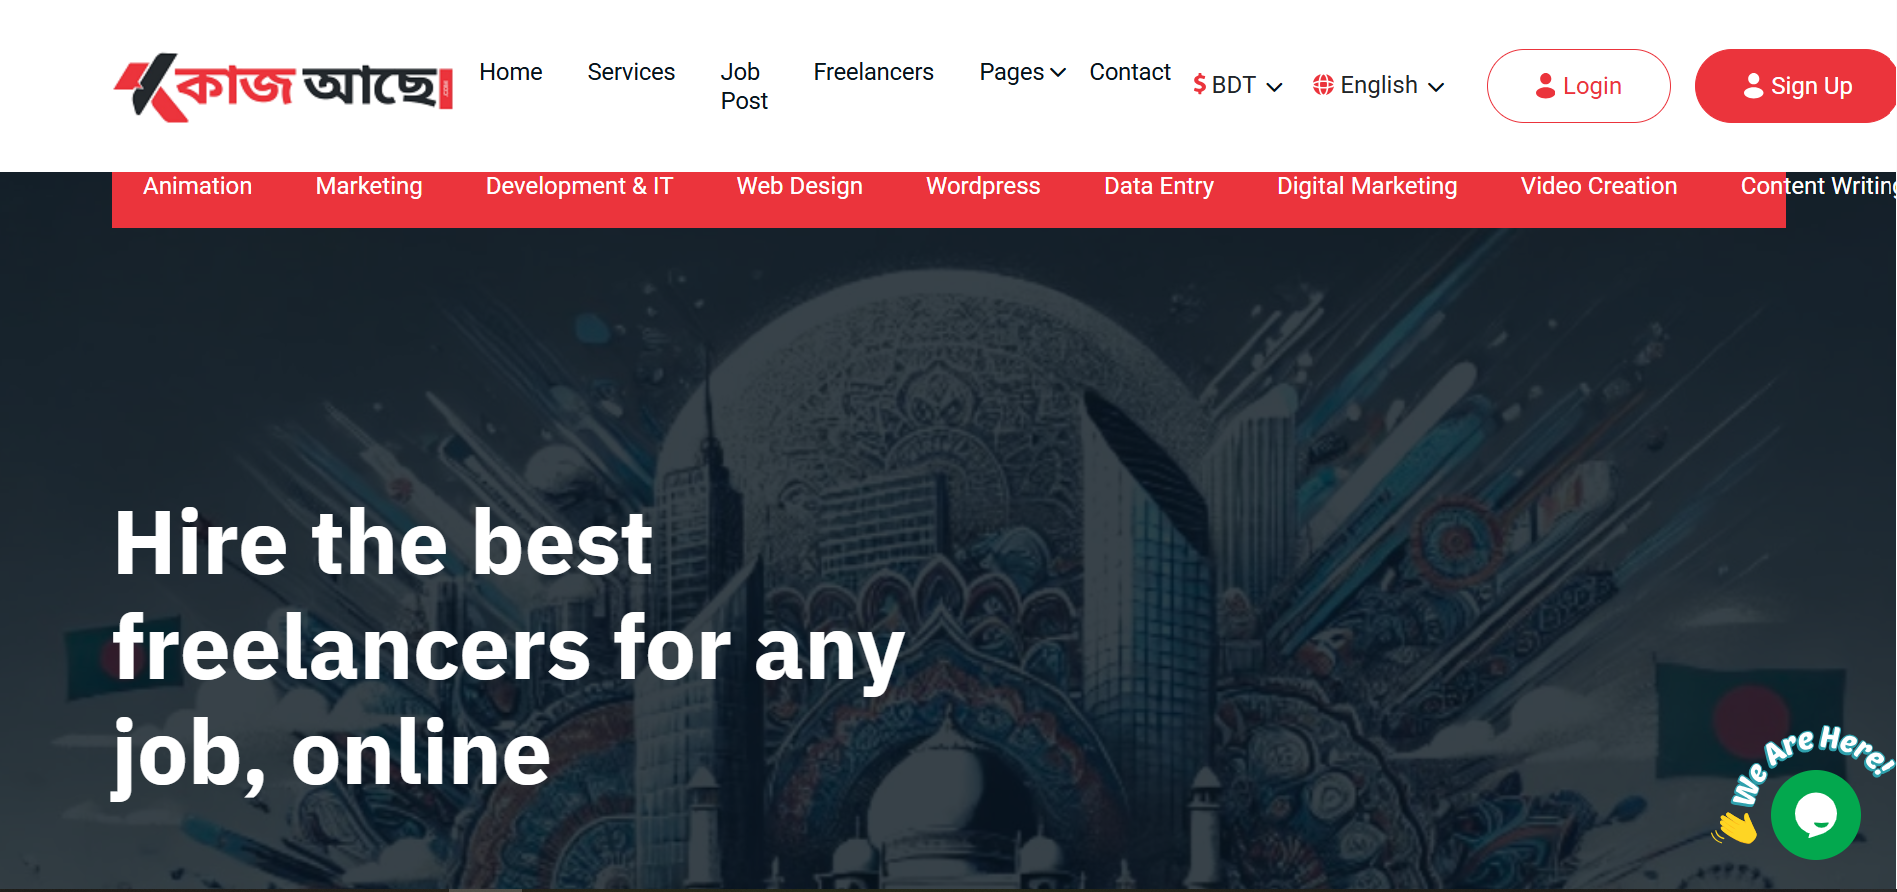 কাজ আছে
.COM
Home Services Job Post Freelancers Pages Contact $ BDT English Login Sign Up
Animation Marketing Development & IT Web Design Wordpress Data Entry Digital Marketing Video Creation Content Writing
Hire the best
freelancers for any
job, online
We Are Here!